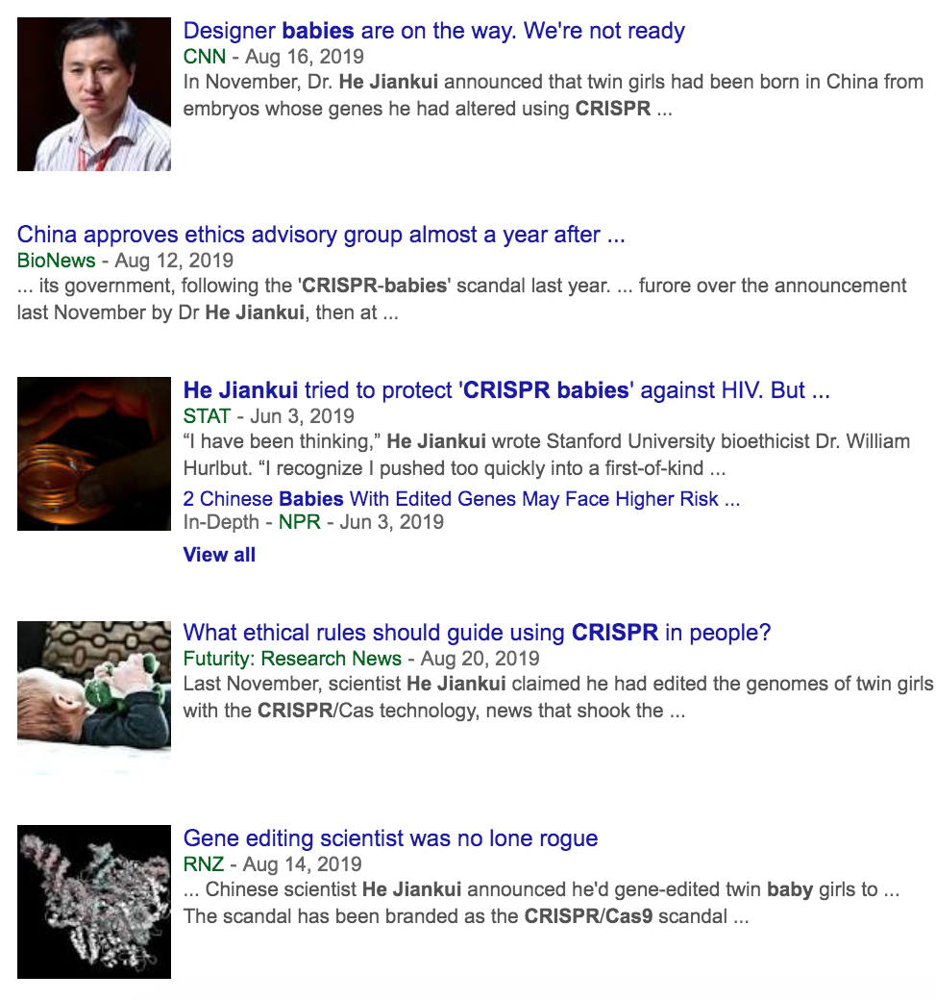 Designer babies are on the way. We're not ready
CNN - Aug 16, 2019
In November, Dr. He Jiankui announced that twin girls had been born in China from
embryos whose genes he had altered using CRISPR ...
China approves ethics advisory group almost a year after ...
BioNews - Aug 12, 2019
... its government, following the 'CRISPR-babies' scandal last year. ... furore over the announcement
last November by Dr He Jiankui, then at ...
He Jiankui tried to protect 'CRISPR babies' against HIV. But ...
STAT - Jun 3, 2019
“I have been thinking,” He Jiankui wrote Stanford University bioethicist Dr. William
Hurlbut. “I recognize I pushed too quickly into a first-of-kind ...
2 Chinese Babies With Edited Genes May Face Higher Risk ...
In-Depth - NPR - Jun 3, 2019
View all
What ethical rules should guide using CRISPR in people?
Futurity: Research News - Aug 20, 2019
Last November, scientist He Jiankui claimed he had edited the genomes of twin girls
with the CRISPR/Cas technology, news that shook the ...
Gene editing scientist was no lone rogue
RNZ - Aug 14, 2019
... Chinese scientist He Jiankui announced he'd gene-edited twin baby girls to ...
The scandal has been branded as the CRISPR/Cas9 scandal ...